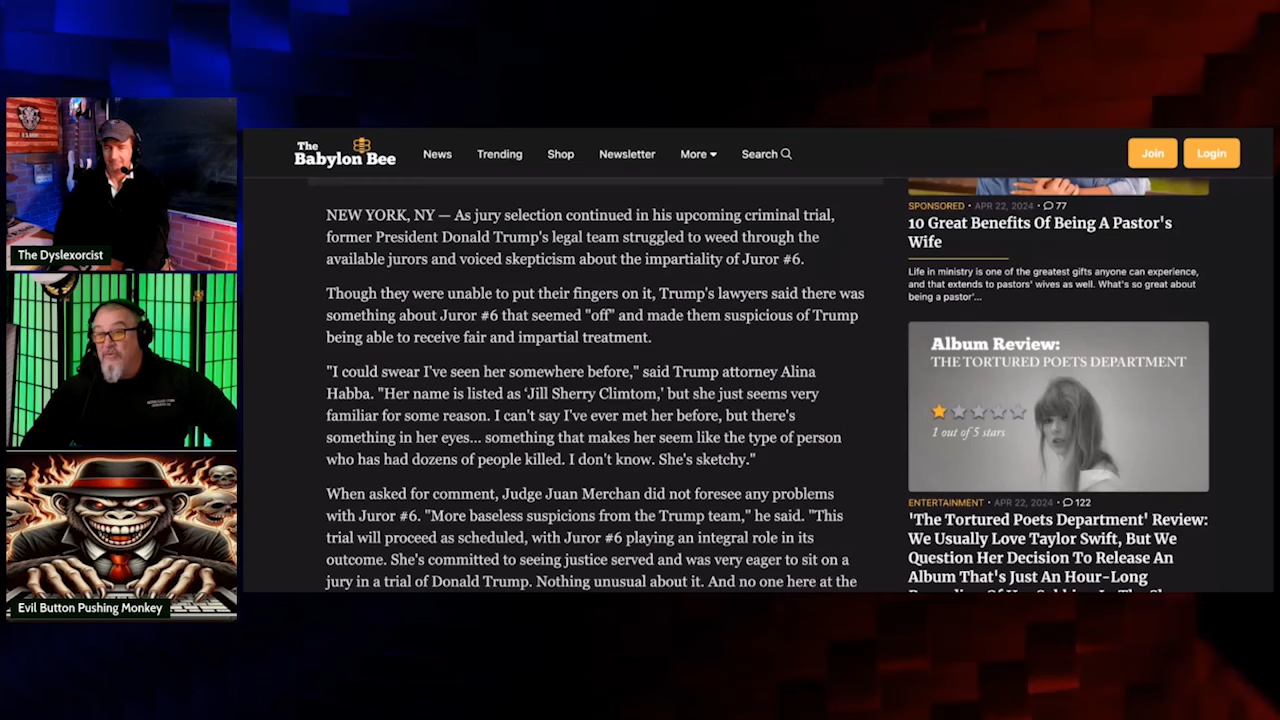 The Dyslexorcist
Evil Button Pushing Monkey
The
Babylon Bee
News
Trending
Shop
Newsletter
More
Search
Join
Login
NEW YORK, NY — As jury selection continued in his upcoming criminal trial,
former President Donald Trump's legal team struggled to weed through the
available jurors and voiced skepticism about the impartiality of Juror #6.
Though they were unable to put their fingers on it, Trump's lawyers said there was
something about Juror #6 that seemed "off" and made them suspicious of Trump
being able to receive fair and impartial treatment.
"I could swear I've seen her somewhere before," said Trump attorney Alina
Habba. "Her name is listed as ‘Jill Sherry Climtom,’ but she just seems very
familiar for some reason. I can't say I've ever met her before, but there's
something in her eyes... something that makes her seem like the type of person
who has had dozens of people killed. I don't know. She's sketchy."
When asked for comment, Judge Juan Merchan did not foresee any problems
with Juror #6. "More baseless suspicions from the Trump team," he said. "This
trial will proceed as scheduled, with Juror #6 playing an integral role in its
outcome. She's committed to seeing justice served and was very eager to sit on a
jury in a trial of Donald Trump. Nothing unusual about it. And no one here at the
SPONSORED • APR 22, 2024 • 77
10 Great Benefits Of Being A Pastor's
Wife
Life in ministry is one of the greatest gifts anyone can experience,
and that extends to pastors' wives as well. What's so great about
being a pastor'...
Album Review:
THE TORTURED POETS DEPARTMENT
1 out of 5 stars
ENTERTAINMENT • APR 22, 2024 • 122
'The Tortured Poets Department' Review:
We Usually Love Taylor Swift, But We
Question Her Decision To Release An
Album That's Just An Hour-Long